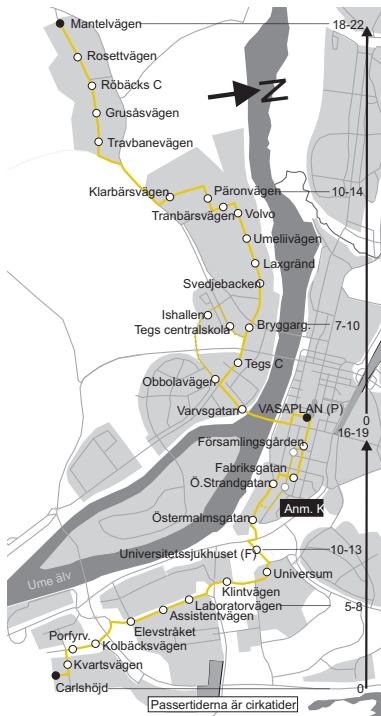 Mantelvägen 18-22
Rosettvägen
Röbäcks C
N
Grusåsvägen
Travbanevägen
Klarbärsvägen Päronvägen 10-14
Tranbärsvägen Volvo
Umeliivägen
Laxgränd
Svedjebacken
Ishallen
Tegs centralskola Bryggarg. 7-10
Tegs C
Obbolavägen
Varvsgatan VASAPLAN (P) 0
16-19
Församlingsgården
Fabriksgatan
Ö.Strandgatan
Anm. K
Östermalmsgatan
Universitetssjukhuset (F) 10-13
Ume älv Universum
Klintvägen
Laboratorvägen 5-8
Assistentvägen
Elevstråket
Porfyrv. Kolbäcksvägen
Kvartsvägen
Carlshöjd 0
Passertiderna är cirkatider